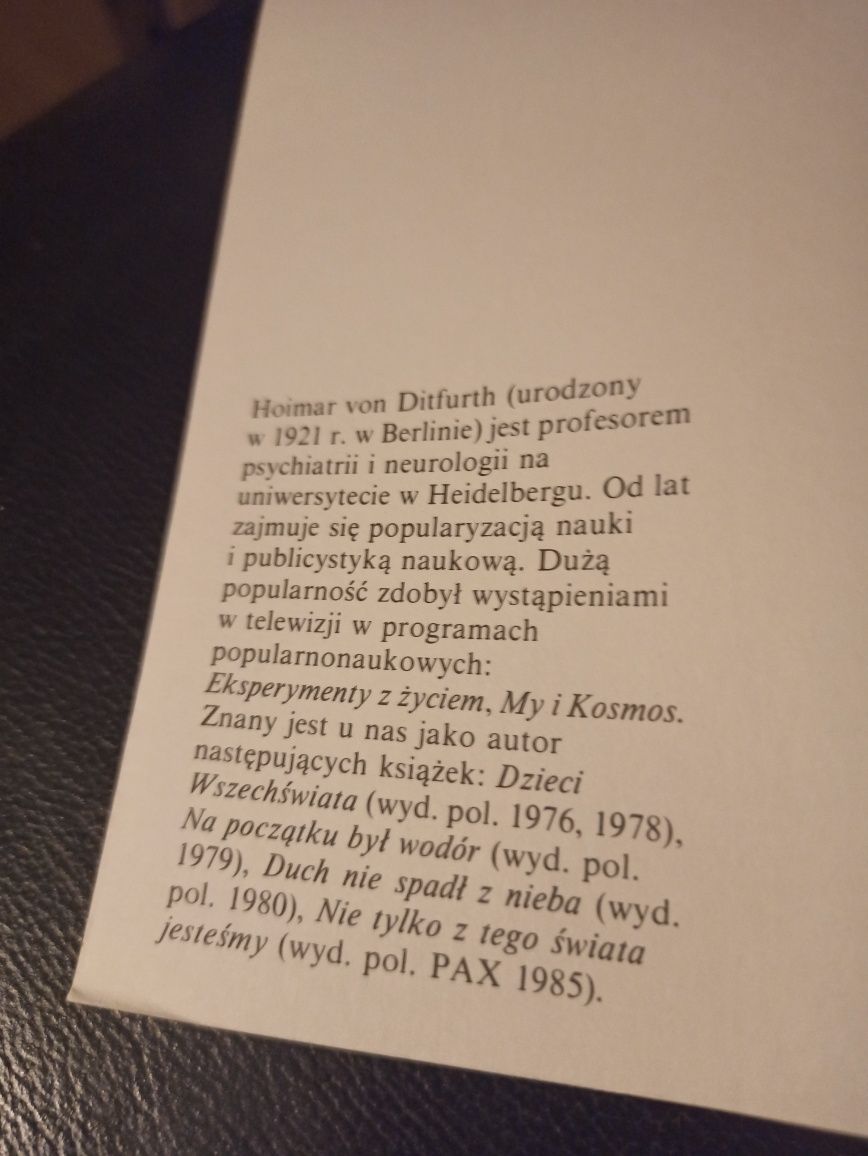 Hoimar von Ditfurth (urodzony
w 1921 r. w Berlinie) jest profesorem
psychiatrii i neurologii na
uniwersytecie w Heidelbergu. Od lat
zajmuje się popularyzacją nauki
i publicystyką naukową. Dużą
popularność zdobył wystąpieniami
w telewizji w programach
popularnonaukowych:
Eksperymenty z życiem, My i Kosmos.
Znany jest u nas jako autor
następujących książek: Dzieci
Wszechświata (wyd. pol. 1976, 1978),
Na początku był wodór (wyd. pol.
1979), Duch nie spadł z nieba (wyd.
pol. 1980), Nie tylko z tego świata
jesteśmy (wyd. pol. PAX 1985).